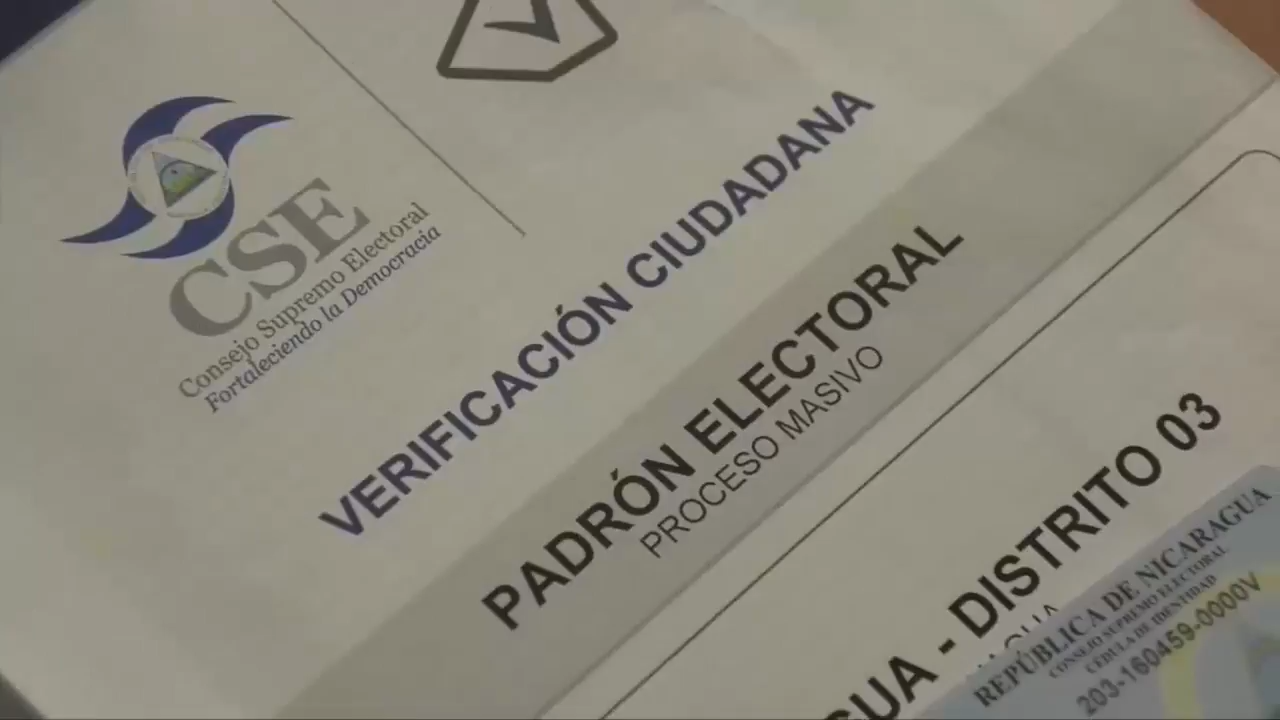 CSE
Consejo Supremo Electoral
Fortaleciendo la Democracia
VERIFICACIÓN CIUDADANA
PADRÓN ELECTORAL
PROCESO MASIVO
GUA - DISTRITO 03
REPÚBLICA DE NICARAGUA
CONSEJO SUPREMO ELECTORAL
CÉDULA DE IDENTIDAD
203-160459-0000V